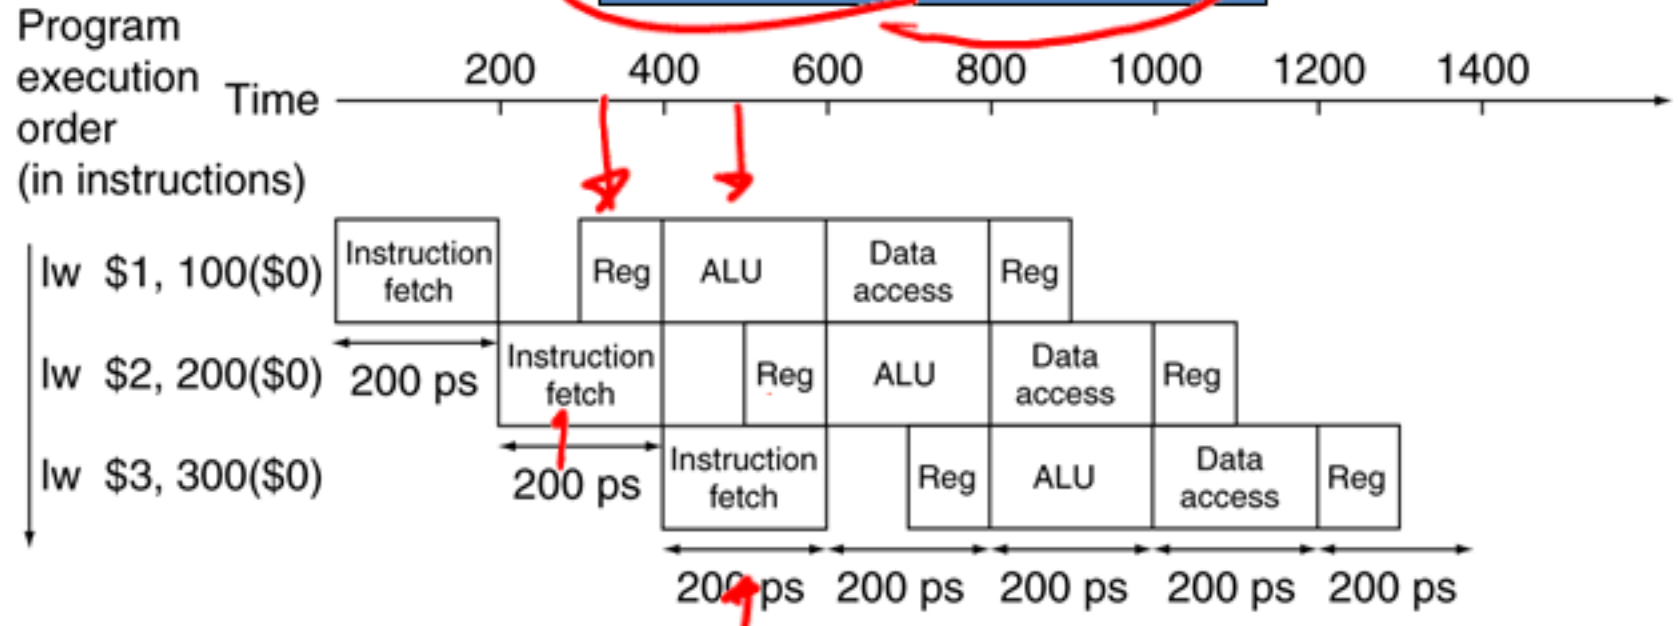 Program
execution
order
(in instructions)
Time
200 400 600 800 1000 1200 1400
lw $1, 100($0)
Instruction
fetch
Reg
ALU
Data
access
Reg
lw $2, 200($0)
200 ps
Instruction
fetch
Reg
ALU
Data
access
Reg
lw $3, 300($0)
200 ps
Instruction
fetch
Reg
ALU
Data
access
Reg
200 ps 200 ps 200 ps 200 ps 200 ps